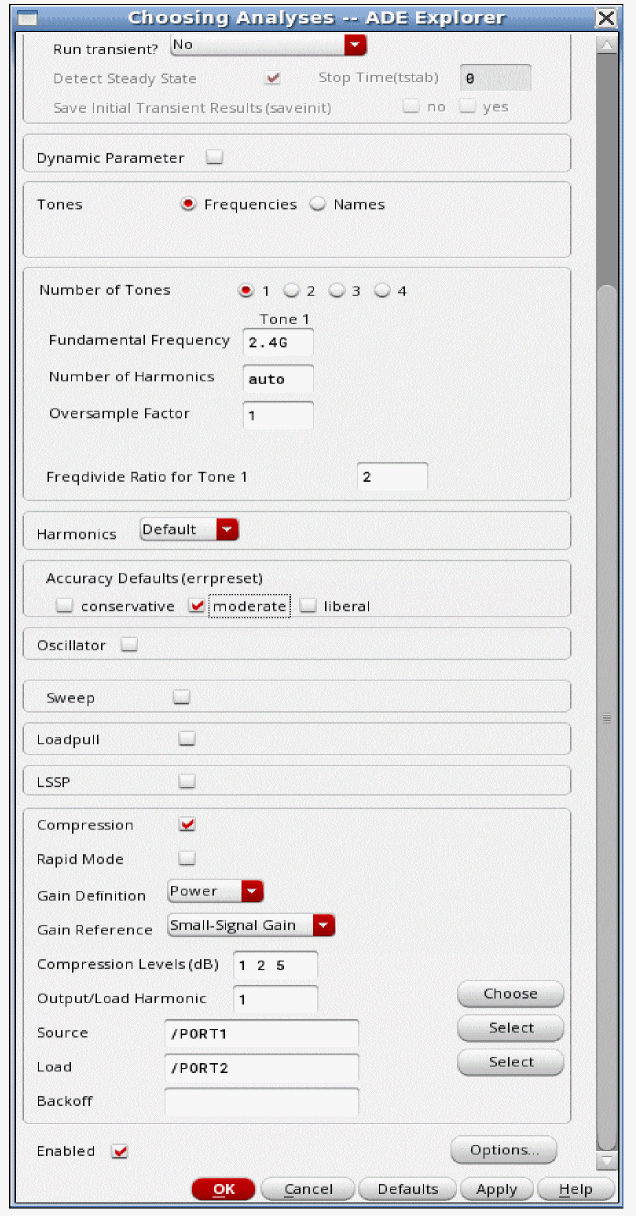 Choosing Analyses -- ADE Explorer
Run transient? No
Detect Steady State Stop Time(tstab) 0
Save Initial Transient Results (saveinit) no yes
Dynamic Parameter
Tones Frequencies Names
Number of Tones 1 2 3 4
Tone 1
Fundamental Frequency 2.4G
Number of Harmonics auto
Oversample Factor 1
Freqdivide Ratio for Tone 1 2
Harmonics Default
Accuracy Defaults (errpreset)
conservative moderate liberal
Oscillator
Sweep
Loadpull
LSSP
Compression
Rapid Mode
Gain Definition Power
Gain Reference Small-Signal Gain
Compression Levels (dB) 1 2 5
Output/Load Harmonic 1 Choose
Source /PORT1 Select
Load /PORT2 Select
Backoff
Enabled Options...
OK Cancel Defaults Apply Help